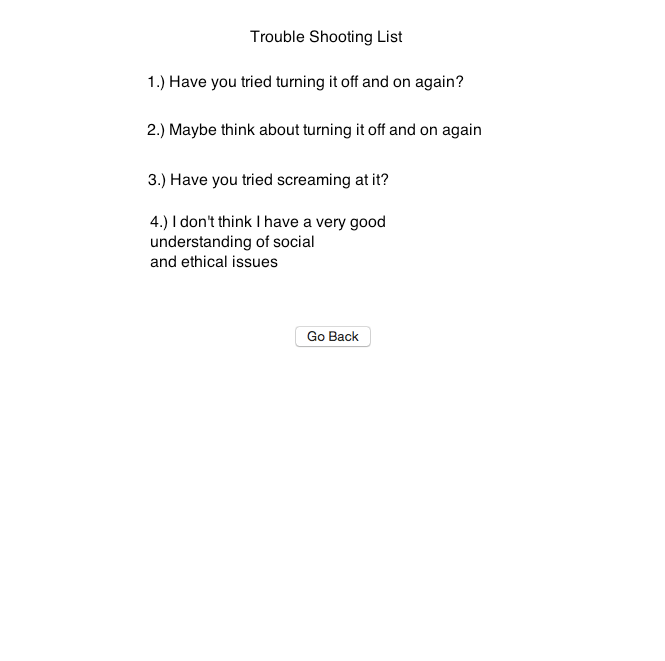 Trouble Shooting List
1.) Have you tried turning it off and on again?
2.) Maybe think about turning it off and on again
3.) Have you tried screaming at it?
4.) I don't think I have a very good
understanding of social
and ethical issues
Go Back